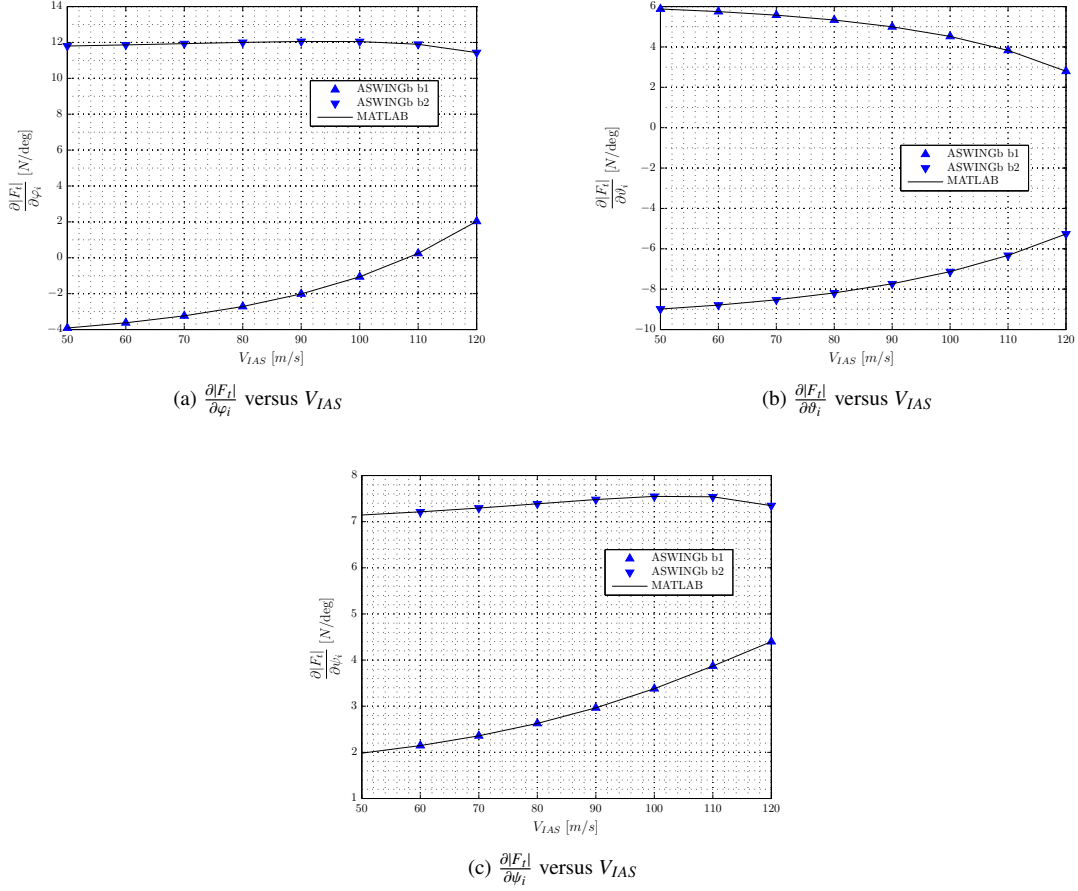 14
12
10
8
6
4
2
0
−2
−4
50 60 70 80 90 100 110 120
∂|F_t|/∂φ_i [N/deg]
V_IAS [m/s]
ASWINGb b1
ASWINGb b2
MATLAB
(a) ∂|F_t|/∂φ_i versus V_IAS
6
4
2
0
−2
−4
−6
−8
−10
50 60 70 80 90 100 110 120
∂|F_t|/∂ϑ_i [N/deg]
V_IAS [m/s]
ASWINGb b1
ASWINGb b2
MATLAB
(b) ∂|F_t|/∂ϑ_i versus V_IAS
8
7
6
5
4
3
2
1
50 60 70 80 90 100 110 120
∂|F_t|/∂ψ_i [N/deg]
V_IAS [m/s]
ASWINGb b1
ASWINGb b2
MATLAB
(c) ∂|F_t|/∂ψ_i versus V_IAS